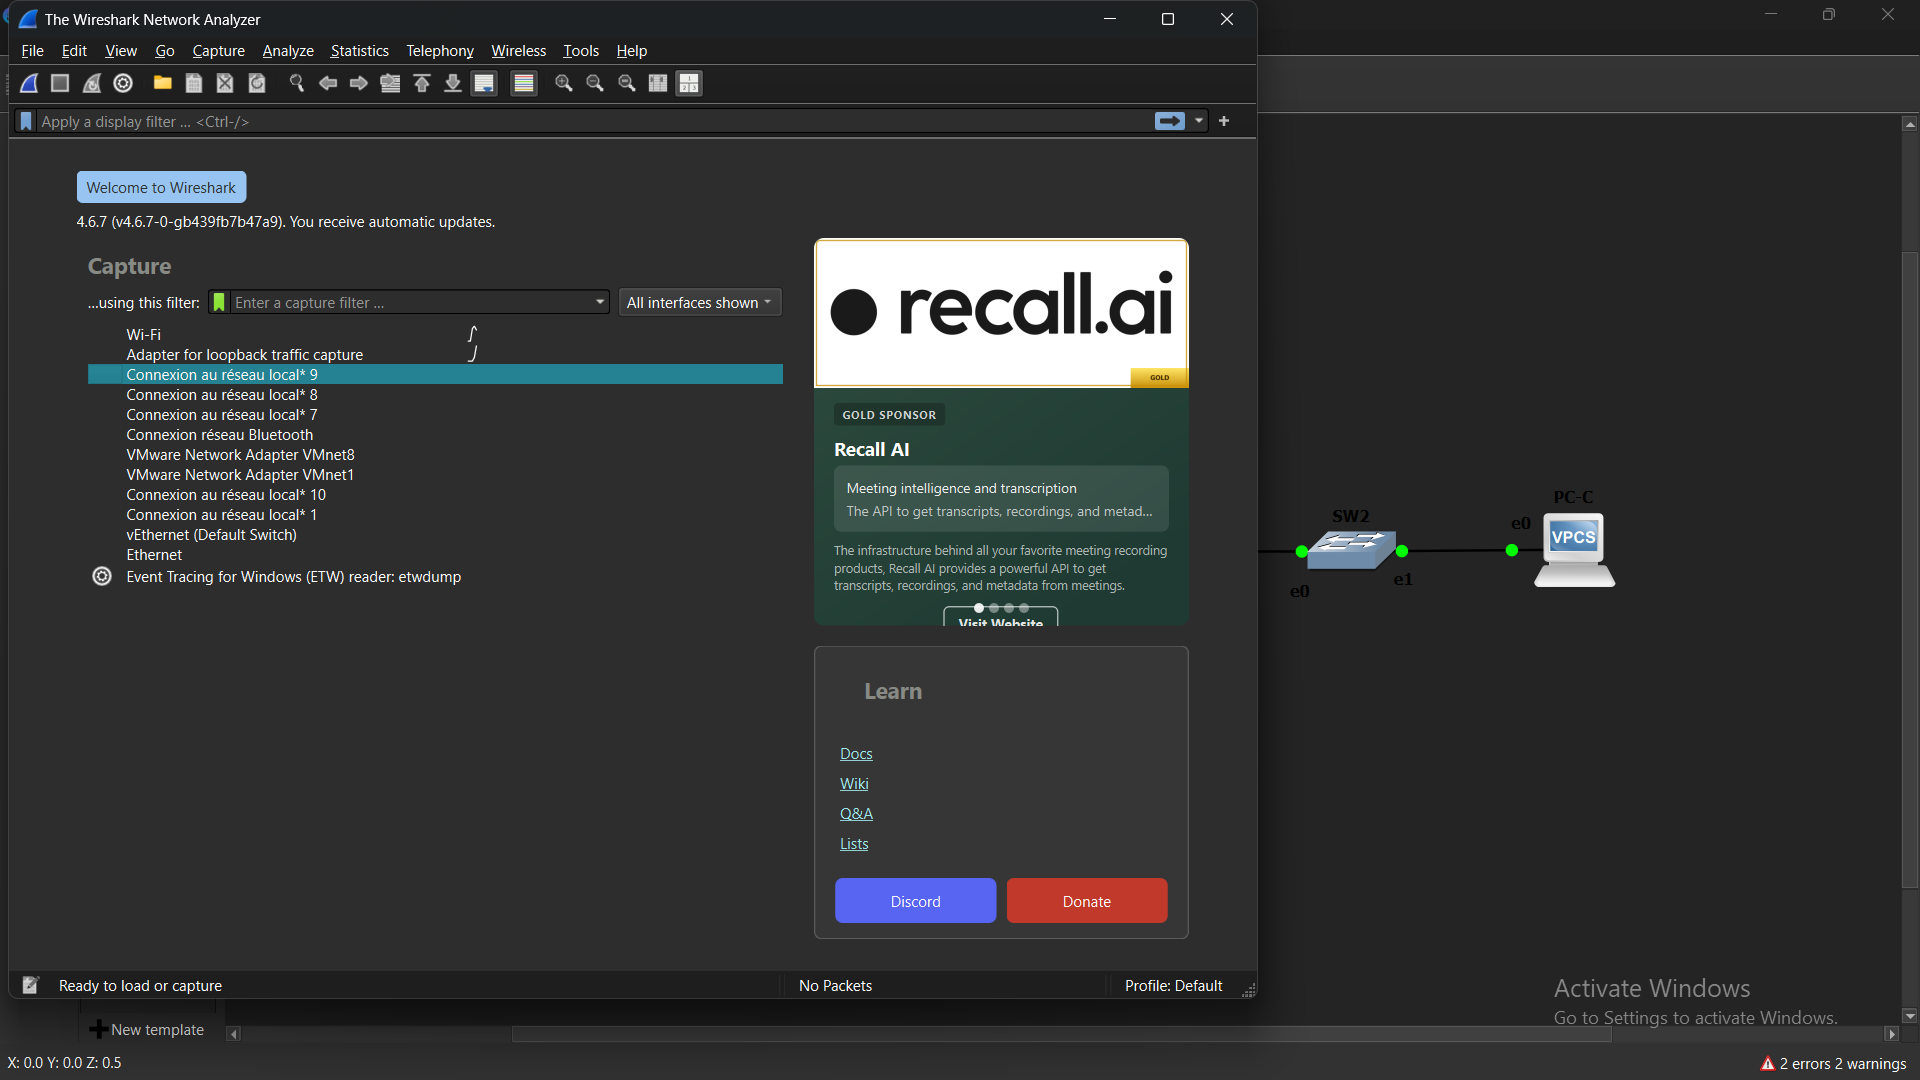 The Wireshark Network Analyzer
File Edit View Go Capture Analyze Statistics Telephony Wireless Tools Help
Apply a display filter ... <Ctrl-/>
Welcome to Wireshark
4.6.7 (v4.6.7-0-gb439fb7b47a9). You receive automatic updates.
Capture
...using this filter: Enter a capture filter ... All interfaces shown
Wi-Fi
Adapter for loopback traffic capture
Connexion au réseau local* 9
Connexion au réseau local* 8
Connexion au réseau local* 7
Connexion réseau Bluetooth
VMware Network Adapter VMnet8
VMware Network Adapter VMnet1
Connexion au réseau local* 10
Connexion au réseau local* 1
vEthernet (Default Switch)
Ethernet
Event Tracing for Windows (ETW) reader: etwdump
recall.ai
GOLD
GOLD SPONSOR
Recall AI
Meeting intelligence and transcription
The API to get transcripts, recordings, and metad...
The infrastructure behind all your favorite meeting recording
products, Recall AI provides a powerful API to get
transcripts, recordings, and metadata from meetings.
Visit Website
Learn
Docs
Wiki
Q&A
Lists
Discord Donate
Ready to load or capture No Packets Profile: Default
PC-C
SW2
e0
VPCS
e1
e0
Activate Windows
Go to Settings to activate Windows.
New template
X: 0.0 Y: 0.0 Z: 0.5
2 errors 2 warnings